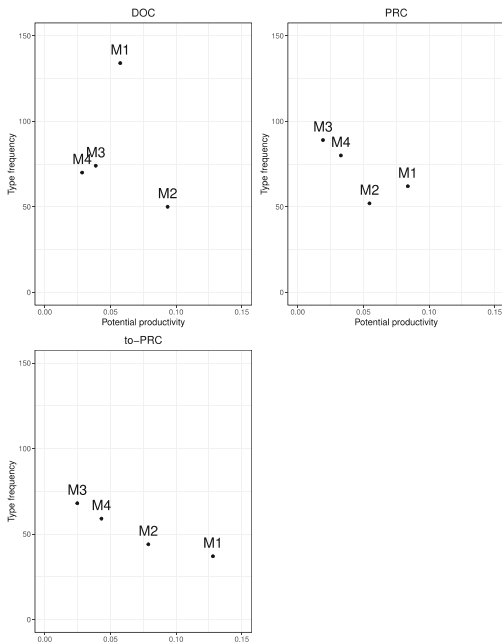 DOC
150
100
50
0
Type frequency
M1
M3
M4
M2
0.00
0.05
0.10
0.15
Potential productivity
PRC
150
100
50
0
Type frequency
M3
M4
M1
M2
0.00
0.05
0.10
0.15
Potential productivity
to−PRC
150
100
50
0
Type frequency
M3
M4
M2
M1
0.00
0.05
0.10
0.15